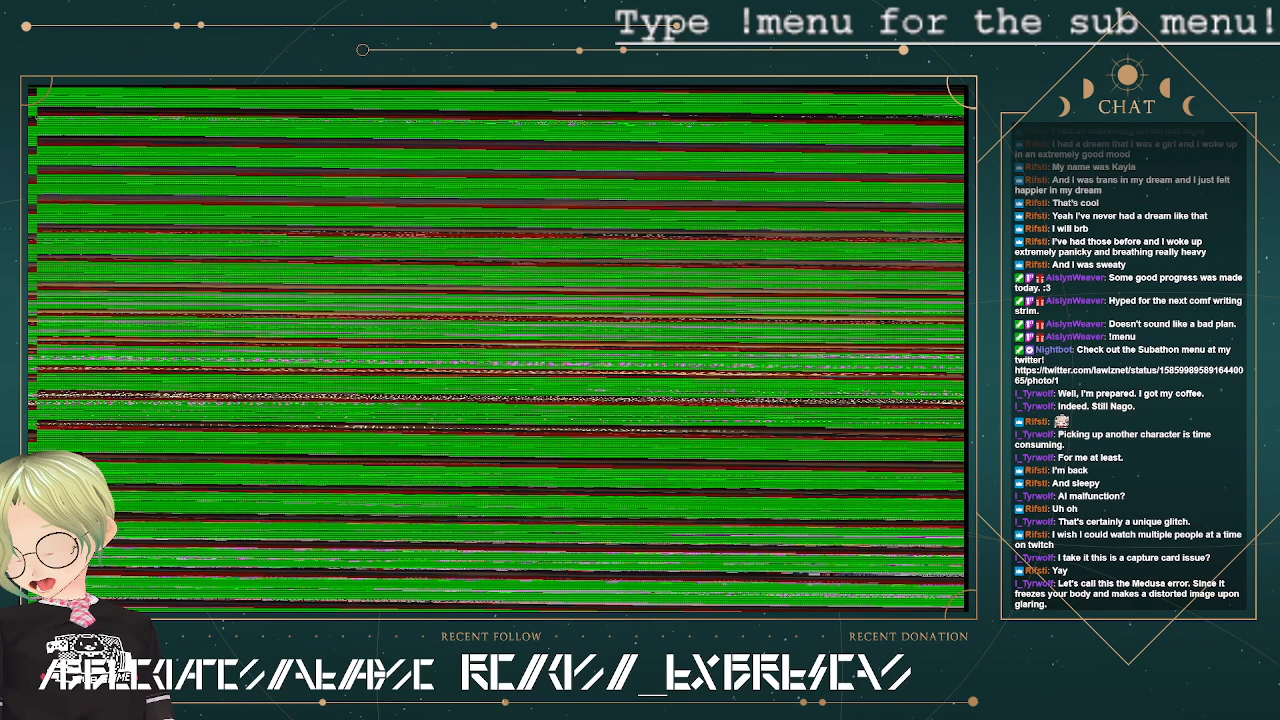 Type !menu for the sub menu!
CHAT
Rifsti: I had a dream that I was a girl and I woke up
in an extremely good mood
Rifsti: My name was Kayla
Rifsti: And I was trans in my dream and I just felt
happier in my dream
Rifsti: That's cool
Rifsti: Yeah I've never had a dream like that
Rifsti: I will brb
Rifsti: I've had those before and I woke up
extremely panicky and breathing really heavy
Rifsti: And I was sweaty
AislynWeaver: Some good progress was made
today. :3
AislynWeaver: Hyped for the next comf writing
strim.
AislynWeaver: Doesn't sound like a bad plan.
AislynWeaver: !menu
Nightbot: Check out the Subathon menu at my
twitter!
https://twitter.com/lawiznet/status/15859989589164400
65/photo/1
I_Tyrwolf: Well, I'm prepared. I got my coffee.
I_Tyrwolf: Indeed. Still Nago.
Rifsti:
I_Tyrwolf: Picking up another character is time
consuming.
I_Tyrwolf: For me at least.
Rifsti: I'm back
Rifsti: And sleepy
I_Tyrwolf: AI malfunction?
Rifsti: Uh oh
I_Tyrwolf: That's certainly a unique glitch.
Rifsti: I wish I could watch multiple people at a time
on twitch
I_Tyrwolf: I take it this is a capture card issue?
Rifsti: Yay
I_Tyrwolf: Let's call this the Medusa error. Since it
freezes your body and makes a distorted image upon
glaring.
RECENT FOLLOW
RECENT DONATION